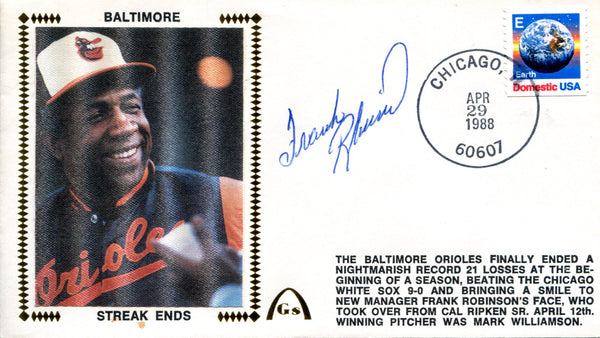 BALTIMORE
Orioles
STREAK ENDS
Gs
Frank Robinson
CHICAGO, I
APR
29
1988
60607
E
Earth
Domestic USA
THE BALTIMORE ORIOLES FINALLY ENDED A
NIGHTMARISH RECORD 21 LOSSES AT THE BE-
GINNING OF A SEASON, BEATING THE CHICAGO
WHITE SOX 9-0 AND BRINGING A SMILE TO
NEW MANAGER FRANK ROBINSON'S FACE, WHO
TOOK OVER FROM CAL RIPKEN SR. APRIL 12th.
WINNING PITCHER WAS MARK WILLIAMSON.